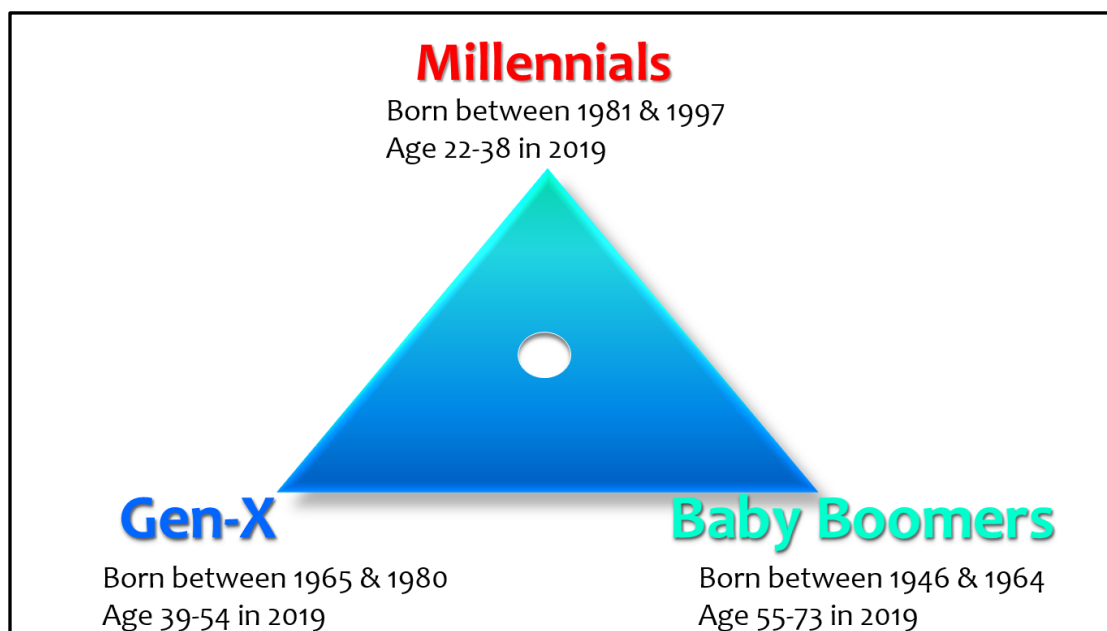 Millennials
Born between 1981 & 1997
Age 22-38 in 2019
Gen-X
Born between 1965 & 1980
Age 39-54 in 2019
Baby Boomers
Born between 1946 & 1964
Age 55-73 in 2019